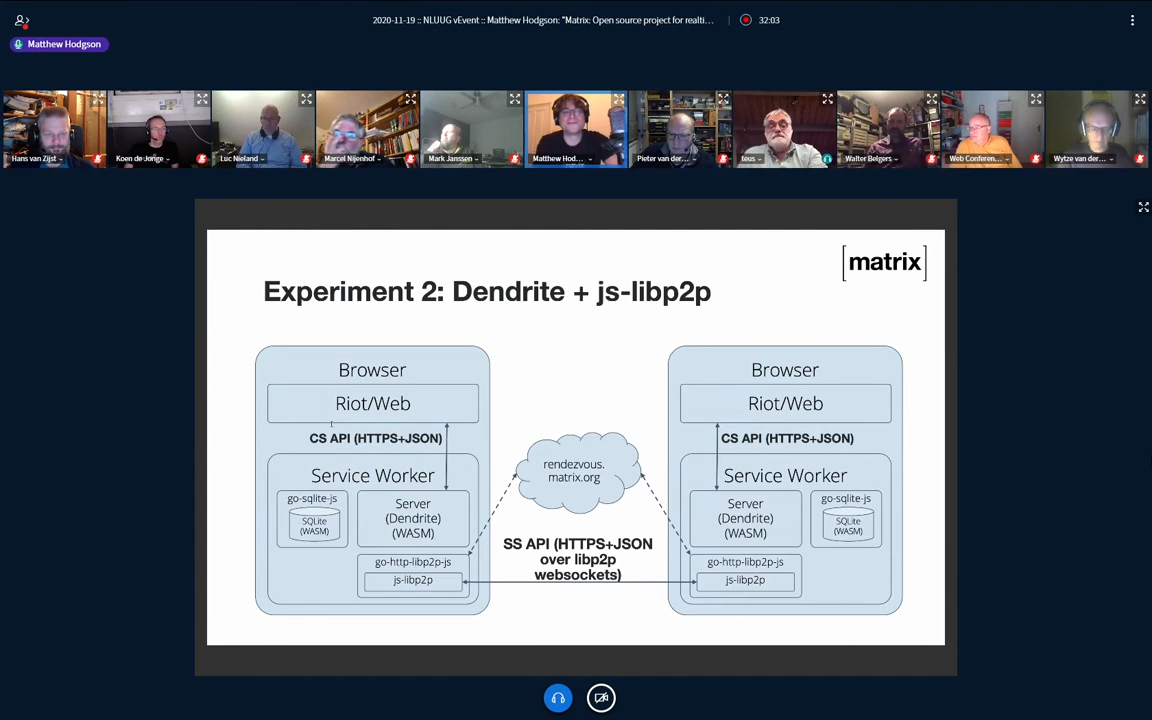 2020-11-19 :: NLUUG vEvent :: Matthew Hodgson: "Matrix: Open source project for realti...
32:03
Matthew Hodgson
Hans van Zijst
Koen de Jonge
Luc Nieland
Marcel Nijenhof
Mark Janssen
Matthew Hod...
Pieter van der...
teus
Walter Belgers
Web Conferen...
Wytze van der...
[matrix]
Experiment 2: Dendrite + js-libp2p
Browser
Riot/Web
CS API (HTTPS+JSON)
Service Worker
go-sqlite-js
SQLite
(WASM)
Server
(Dendrite)
(WASM)
go-http-libp2p-js
js-libp2p
rendezvous.
matrix.org
SS API (HTTPS+JSON
over libp2p
websockets)
Browser
Riot/Web
CS API (HTTPS+JSON)
Service Worker
Server
(Dendrite)
(WASM)
go-sqlite-js
SQLite
(WASM)
go-http-libp2p-js
js-libp2p